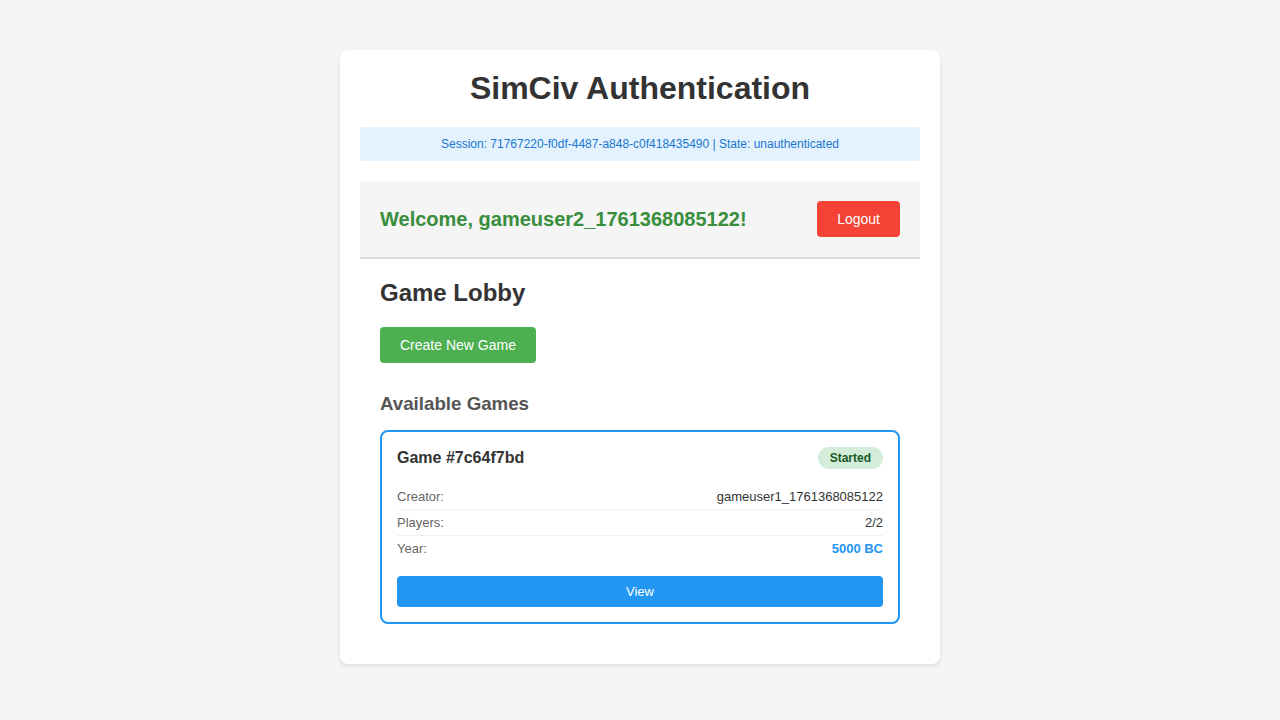 SimCiv Authentication
Session: 71767220-f0df-4487-a848-c0f418435490 | State: unauthenticated
Welcome, gameuser2_1761368085122!
Logout
Game Lobby
Create New Game
Available Games
Game #7c64f7bd
Started
Creator: gameuser1_1761368085122
Players: 2/2
Year: 5000 BC
View